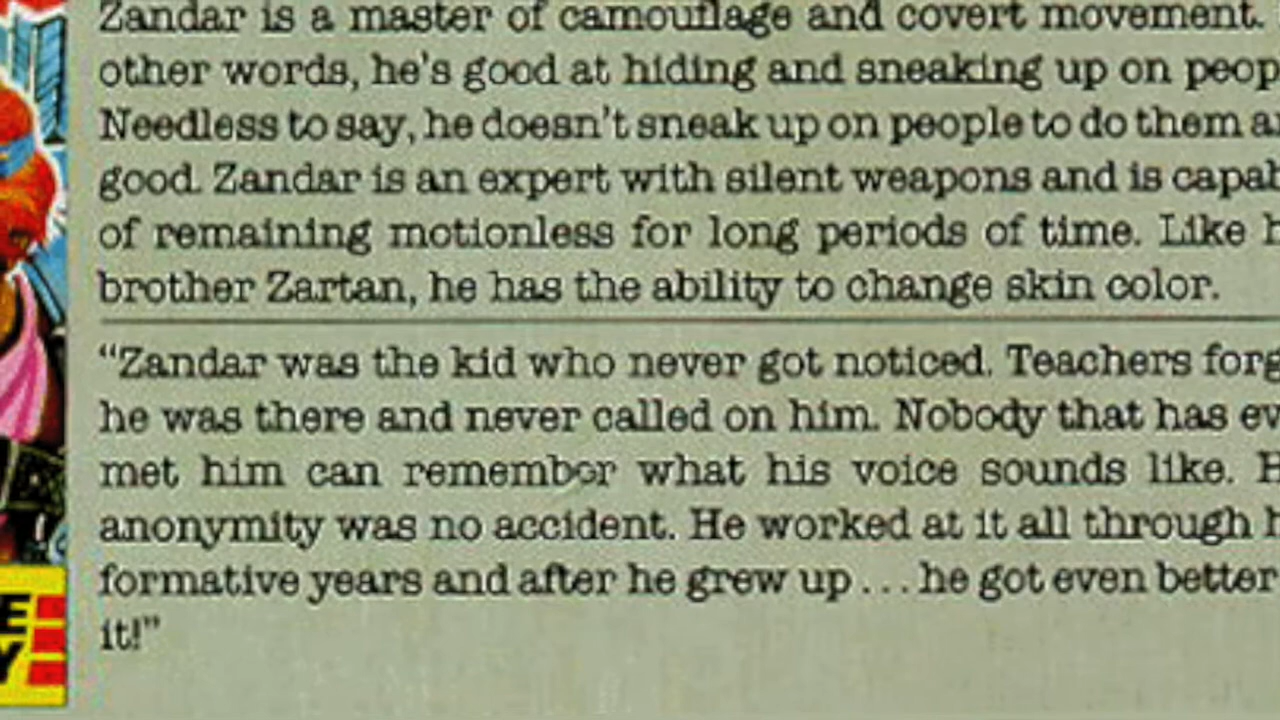 Zandar is a master of camouflage and covert movement.
other words, he's good at hiding and sneaking up on peop
Needless to say, he doesn't sneak up on people to do them a
good. Zandar is an expert with silent weapons and is capab
of remaining motionless for long periods of time. Like h
brother Zartan, he has the ability to change skin color.
“Zandar was the kid who never got noticed. Teachers forg
he was there and never called on him. Nobody that has ev
met him can remember what his voice sounds like. H
anonymity was no accident. He worked at it all through h
formative years and after he grew up...he got even better
it!”
E
Y